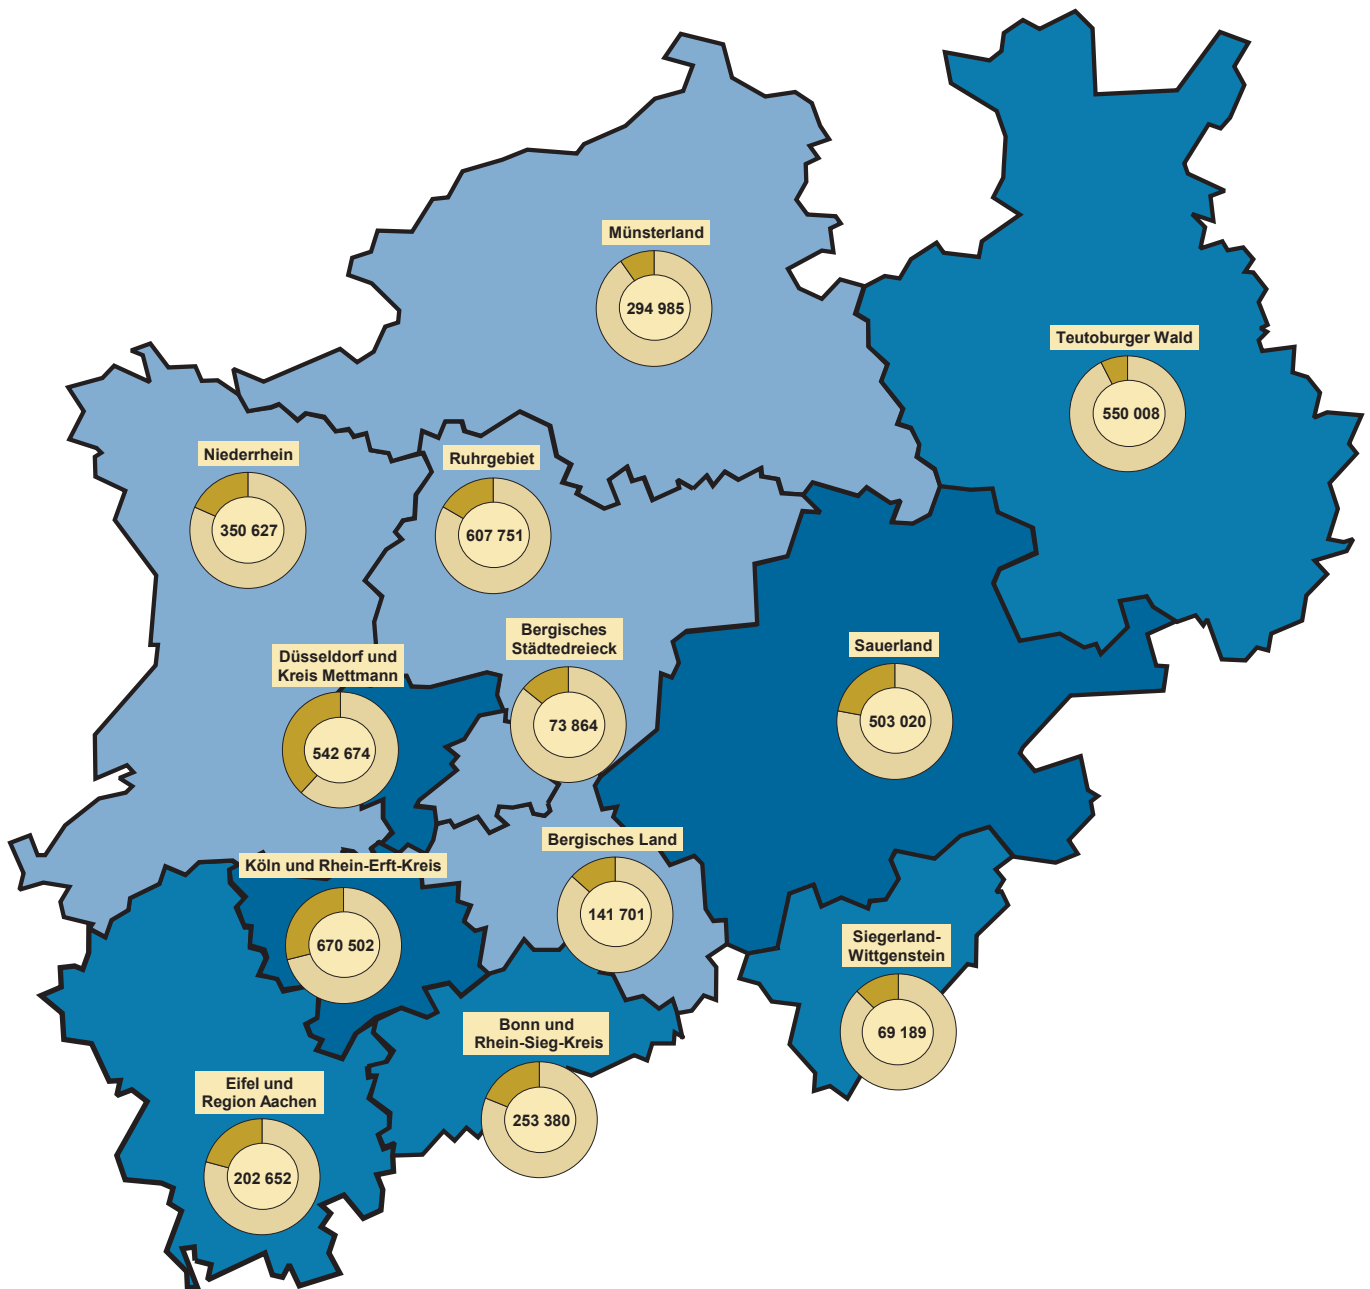 Münsterland
294 985
Teutoburger Wald
550 008
Niederrhein
350 627
Ruhrgebiet
607 751
Bergisches
Städtedreieck
73 864
Düsseldorf und
Kreis Mettmann
542 674
Sauerland
503 020
Bergisches Land
141 701
Köln und Rhein-Erft-Kreis
670 502
Siegerland-
Wittgenstein
69 189
Bonn und
Rhein-Sieg-Kreis
253 380
Eifel und
Region Aachen
202 652